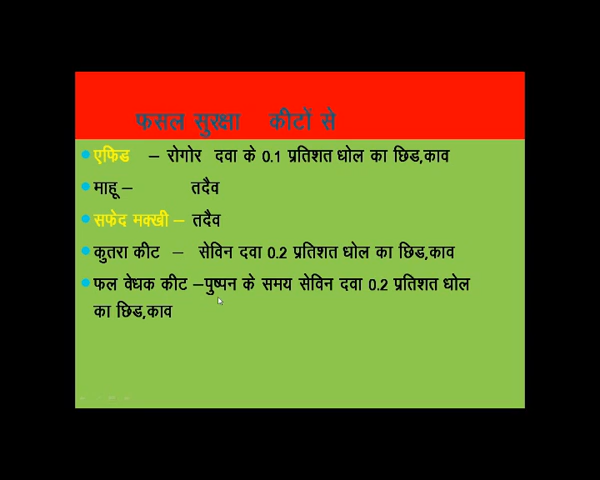 फसल सुरक्षा कीटों से
एफिड – रोगोर दवा के 0.1 प्रतिशत धोल का छिड,काव
माहू – तदैव
सफेद मक्खी – तदैव
कुतरा कीट – सेविन दवा 0.2 प्रतिशत धोल का छिड,काव
फल वेधक कीट –पुष्पन के समय सेविन दवा 0.2 प्रतिशत धोल
का छिड,काव